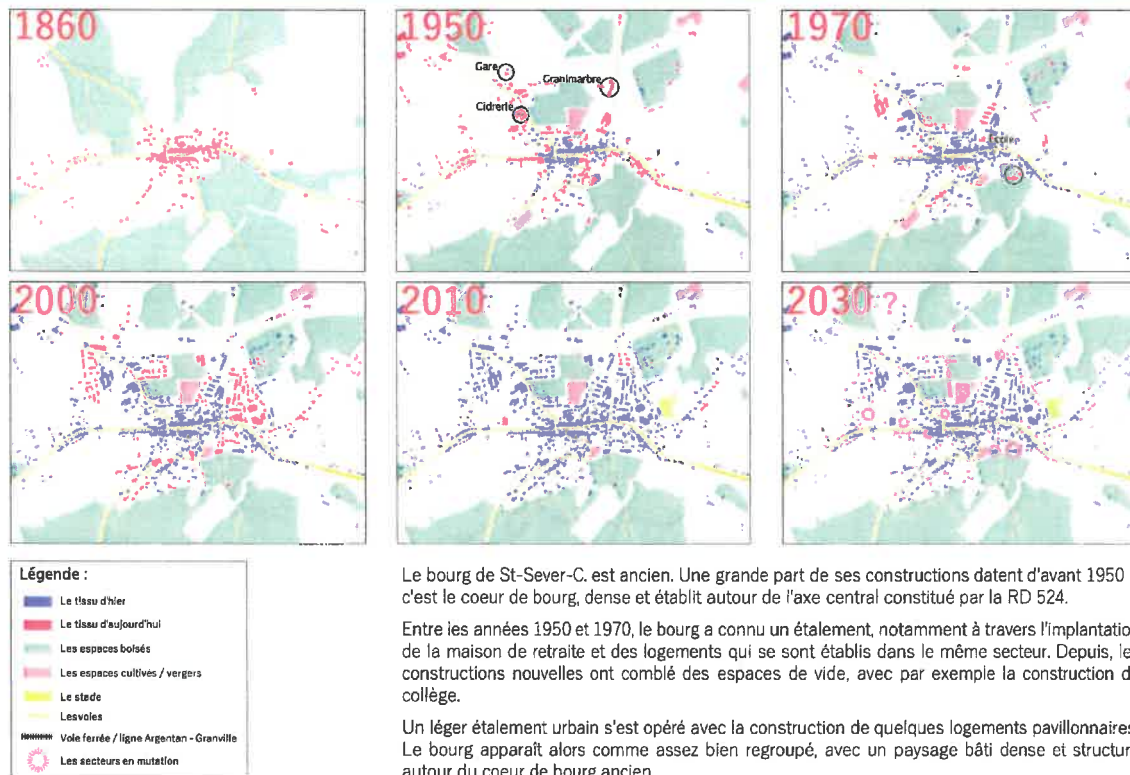 1860
1950
Gare
Granimarbre
Cidrerie
1970
2000
2010
2030 ?
Légende :
Le tissu d'hier
Le tissu d'aujourd'hui
Les espaces boisés
Les espaces cultivés / vergers
Le stade
Les voies
Voie ferrée / ligne Argentan - Granville
Les secteurs en mutation
Le bourg de St-Sever-C. est ancien. Une grande part de ses constructions datent d'avant 1950
c'est le coeur de bourg, dense et établit autour de l'axe central constitué par la RD 524.
Entre les années 1950 et 1970, le bourg a connu un étalement, notamment à travers l'implantatio
de la maison de retraite et des logements qui se sont établis dans le même secteur. Depuis, le
constructions nouvelles ont comblé des espaces de vide, avec par exemple la construction d
collège.
Un léger étalement urbain s'est opéré avec la construction de quelques logements pavillonnaires
Le bourg apparaît alors comme assez bien regroupé, avec un paysage bâti dense et structur
autour du coeur de bourg ancien.